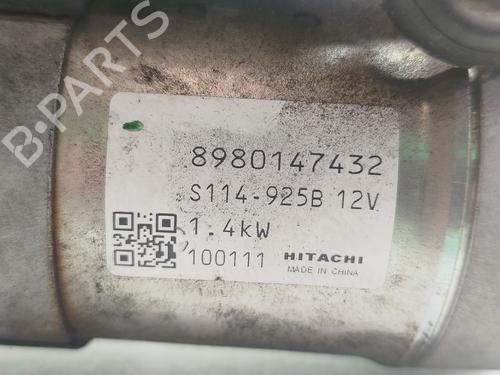 B-PARTS
8980147432
S114-925B 12V
1.4kW
100111 HITACHI
MADE IN CHINA